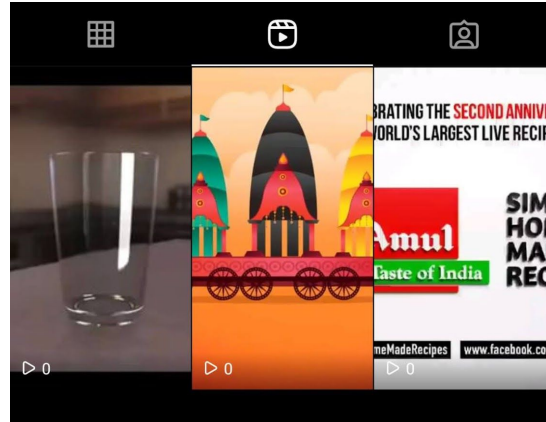 BRATING THE SECOND ANNIV
WORLD'S LARGEST LIVE RECIP
Amul
Taste of India
SIM
HO
MA
REC
meMadeRecipes
www.facebook.co
0
0
0